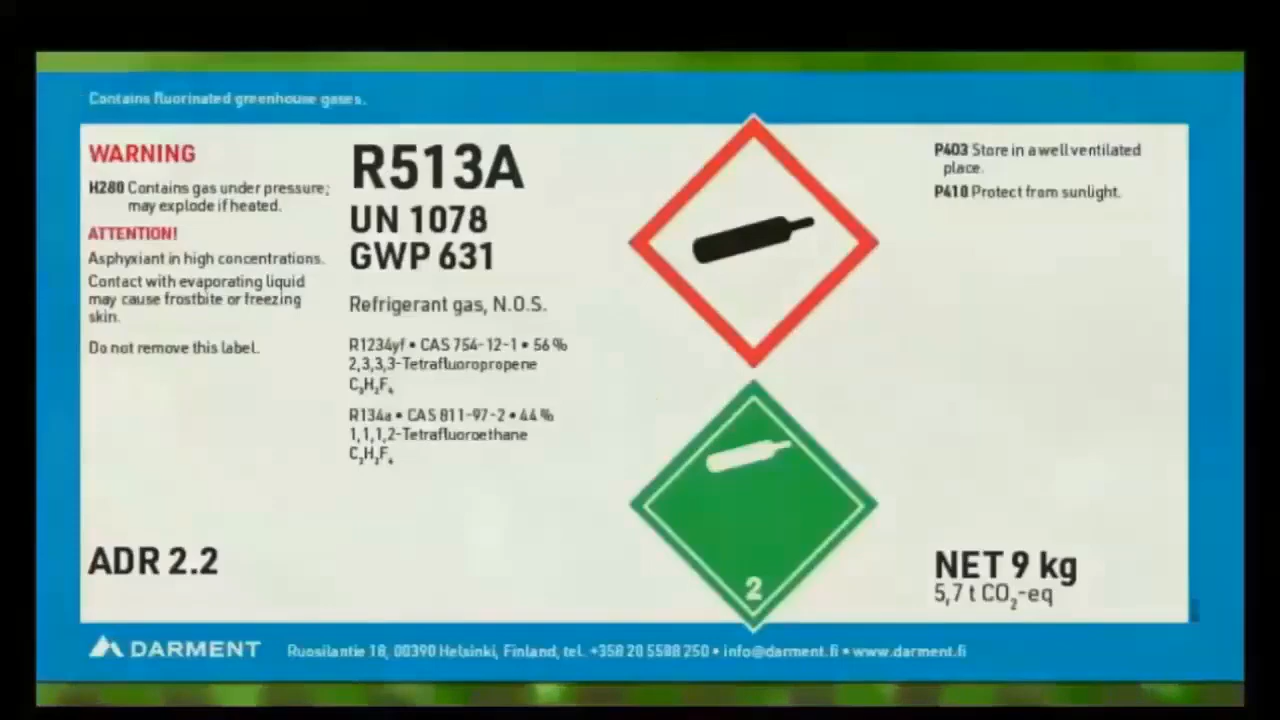 Contains fluorinated greenhouse gases.
WARNING
H280 Contains gas under pressure;
may explode if heated.
ATTENTION!
Asphyxiant in high concentrations.
Contact with evaporating liquid
may cause frostbite or freezing
skin.
Do not remove this label.
ADR 2.2
R513A
UN 1078
GWP 631
Refrigerant gas, N.O.S.
R1234yf • CAS 754-12-1 • 56 %
2,3,3,3-Tetrafluoropropene
C₃H₂F₄
R134a • CAS 811-97-2 • 44 %
1,1,1,2-Tetrafluoroethane
C₂H₂F₄
2
P403 Store in a well ventilated
place.
P410 Protect from sunlight.
NET 9 kg
5,7 t CO₂-eq
DARMENT
Ruosilantie 18, 00390 Helsinki, Finland, tel. +358 20 5588 250 • info@darment.fi • www.darment.fi